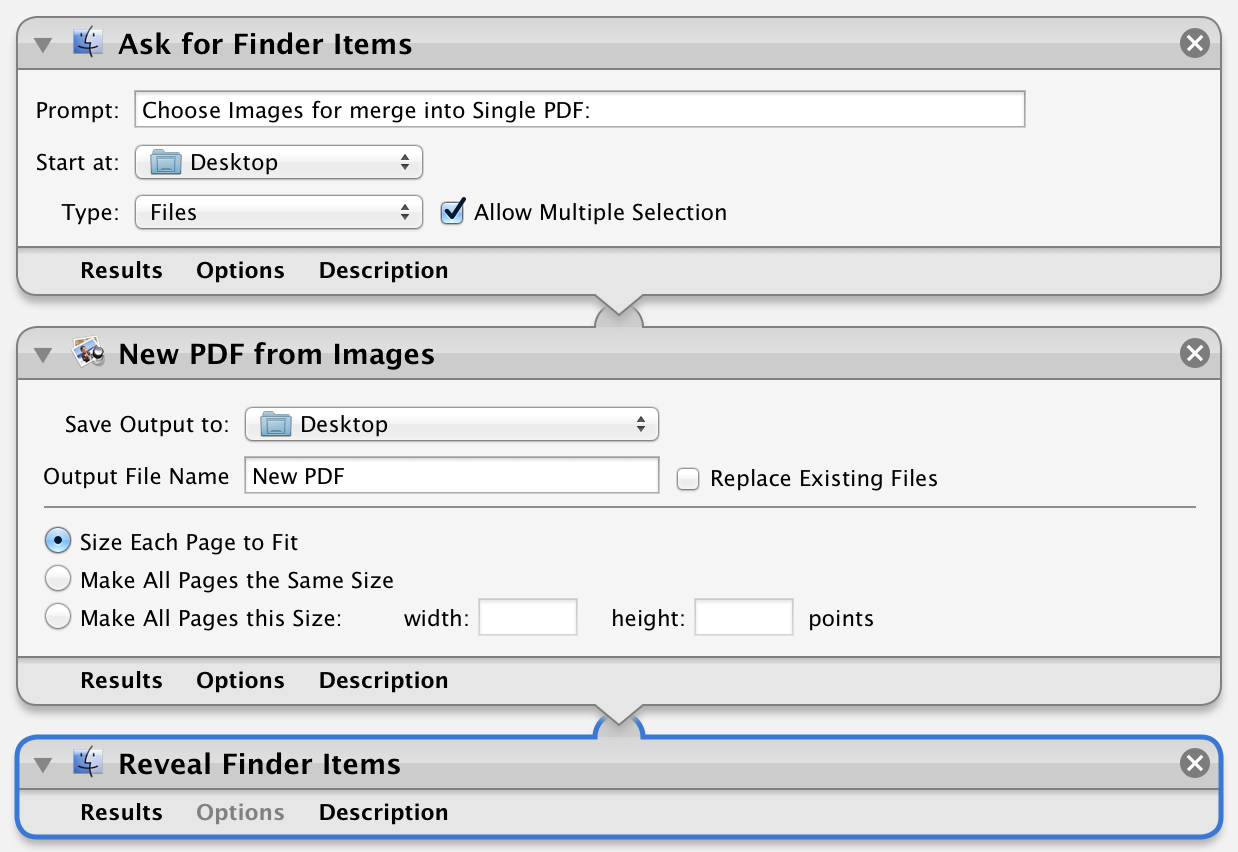 Ask for Finder Items
Prompt: Choose Images for merge into Single PDF:
Start at: Desktop
Type: Files Allow Multiple Selection
Results Options Description
New PDF from Images
Save Output to: Desktop
Output File Name New PDF Replace Existing Files
Size Each Page to Fit
Make All Pages the Same Size
Make All Pages this Size: width: height: points
Results Options Description
Reveal Finder Items
Results Options Description